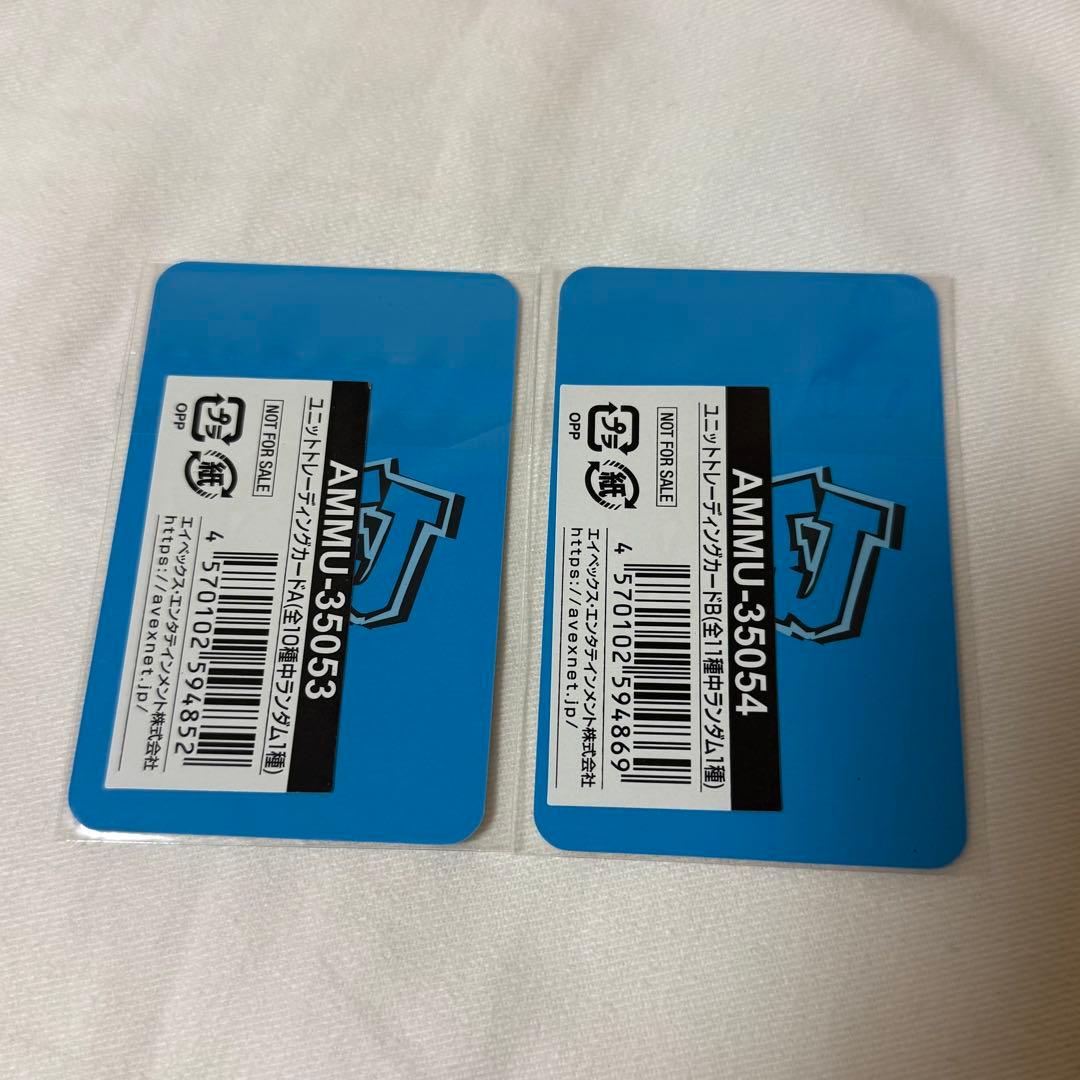 AMMU-35053
ユニットトレーディングカードA(全10種中ランダム1種)
NOT FOR SALE
プラ
OPP
紙
4 570102 594852
エイベックス・エンタテインメント株式会社
https://avexnet.jp/
AMMU-35054
ユニットトレーディングカードB(全11種中ランダム1種)
NOT FOR SALE
プラ
OPP
紙
4 570102 594869
エイベックス・エンタテインメント株式会社
https://avexnet.jp/